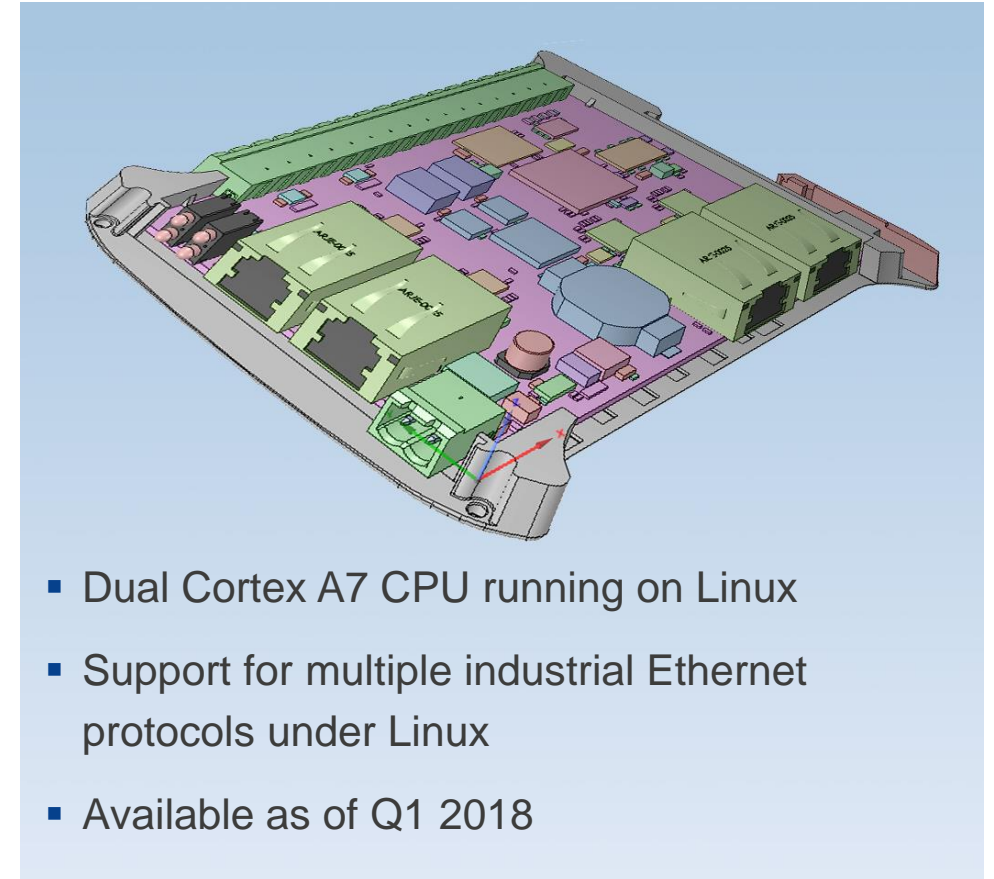 Dual Cortex A7 CPU running on Linux
Support for multiple industrial Ethernet
protocols under Linux
Available as of Q1 2018